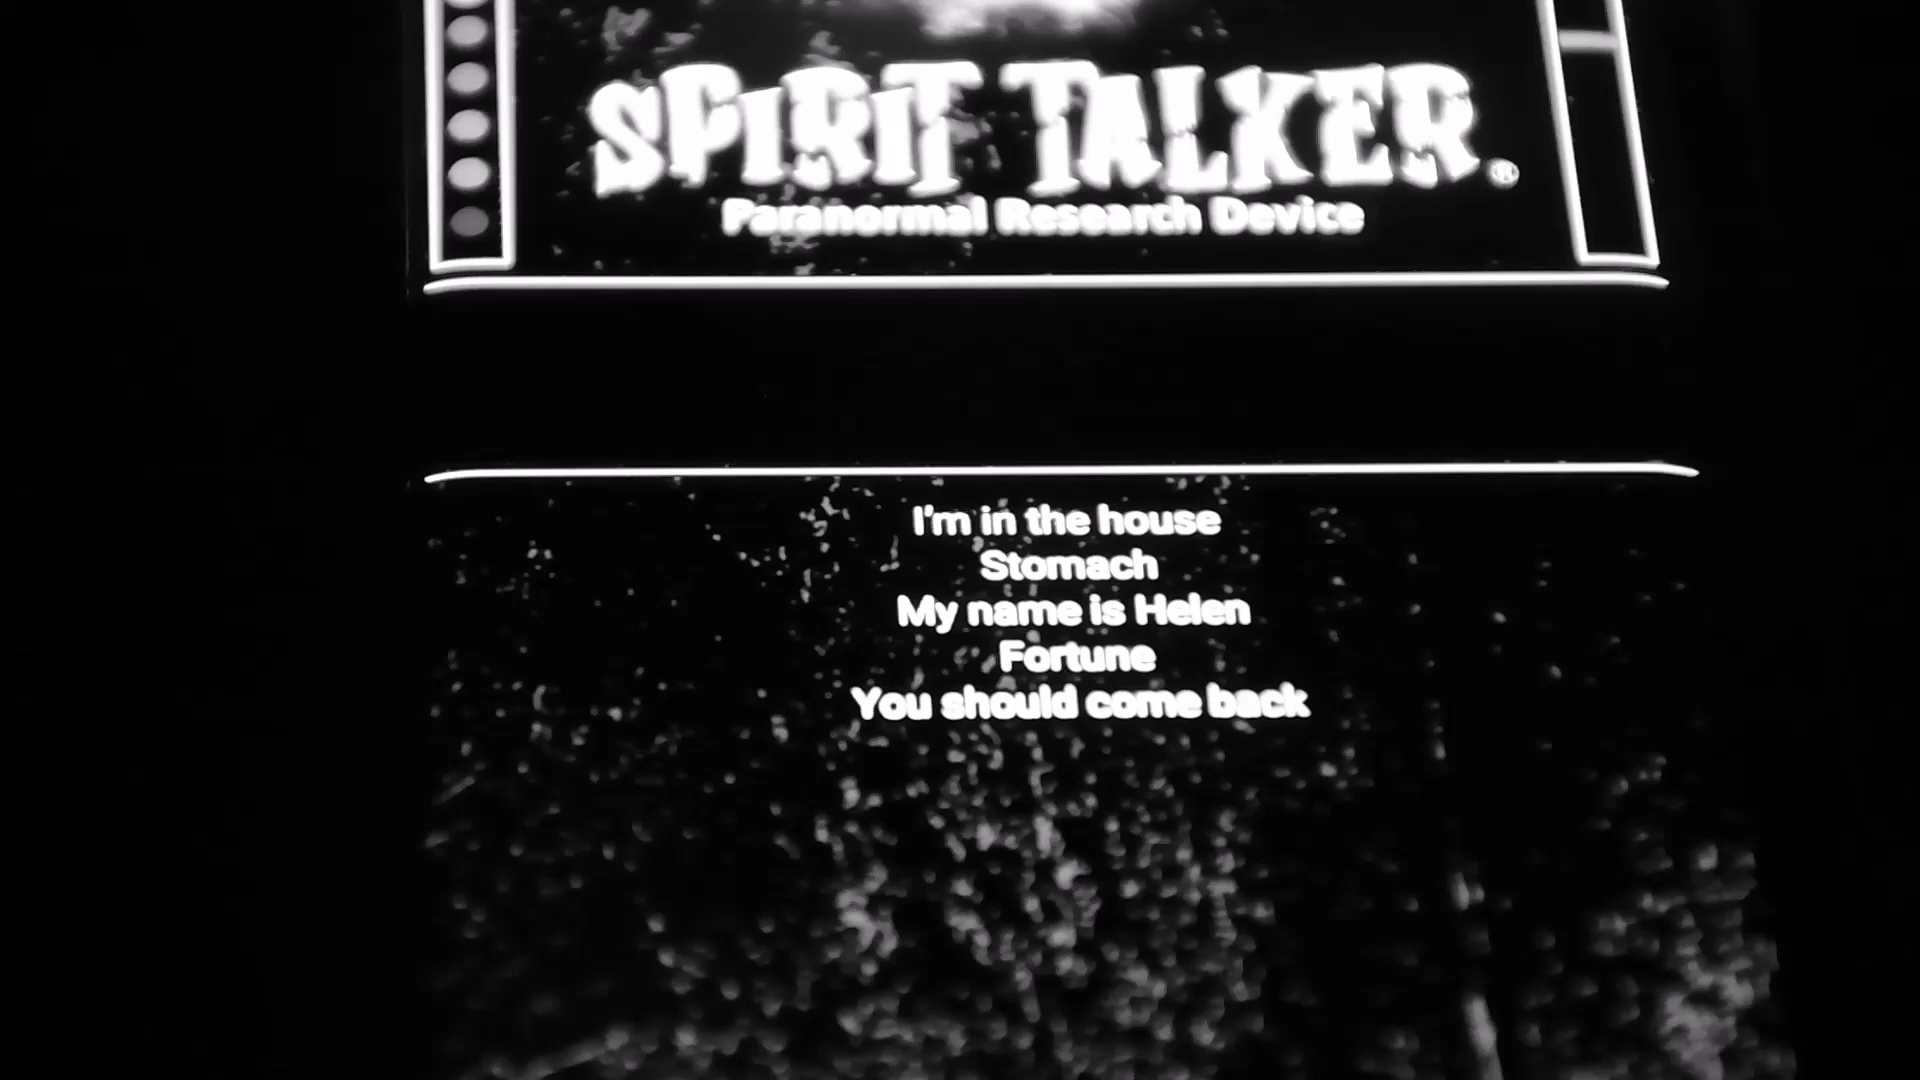 SPIRIT TALKER®
Paranormal Research Device
I'm in the house
Stomach
My name is Helen
Fortune
You should come back